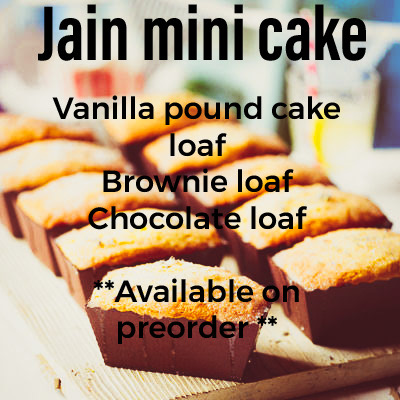 Jain mini cake
Vanilla pound cake
loaf
Brownie loaf
Chocolate loaf
**Available on
preorder **